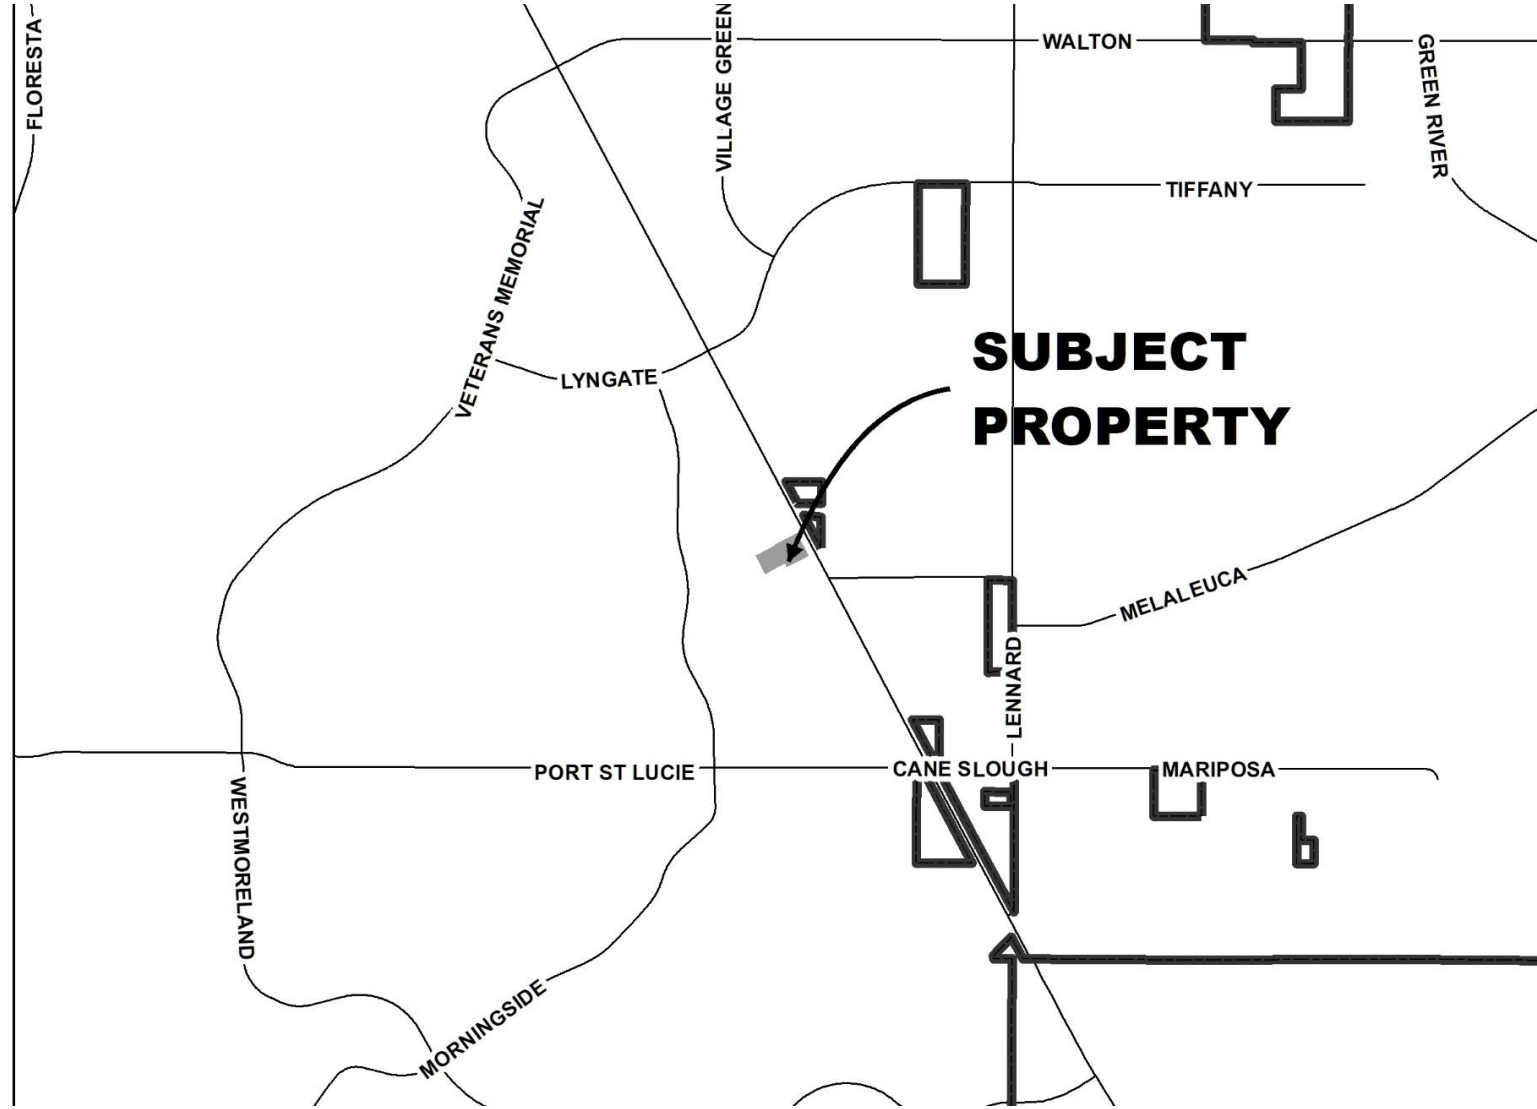 FLORESTA
VILLAGE GREEN
WALTON
GREEN RIVER
TIFFANY
VETERANS MEMORIAL
SUBJECT
PROPERTY
LYNGATE
MELALEUCA
LENNARD
PORT ST LUCIE
CANE SLOUGH
MARIPOSA
WESTMORELAND
MORNINGSIDE